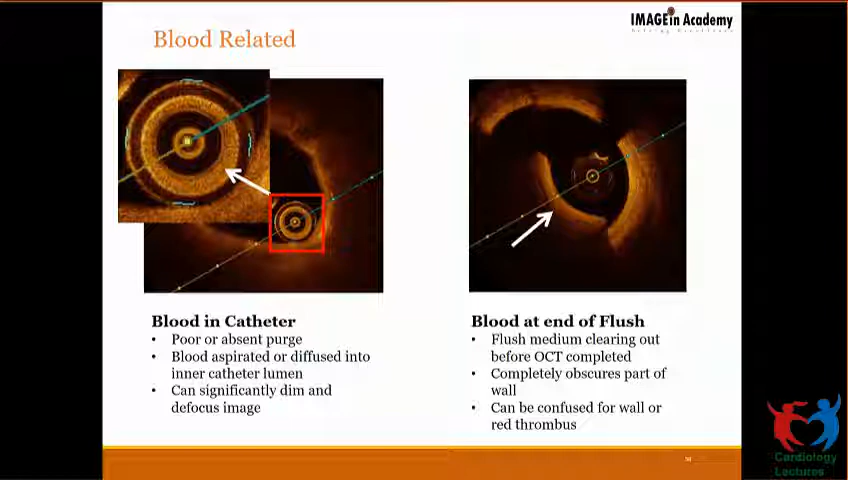 IMAGEin Academy
Blood Related
Blood in Catheter
• Poor or absent purge
• Blood aspirated or diffused into
inner catheter lumen
• Can significantly dim and
defocus image
Blood at end of Flush
• Flush medium clearing out
before OCT completed
• Completely obscures part of
wall
• Can be confused for wall or
red thrombus
Cardiology
Lectures